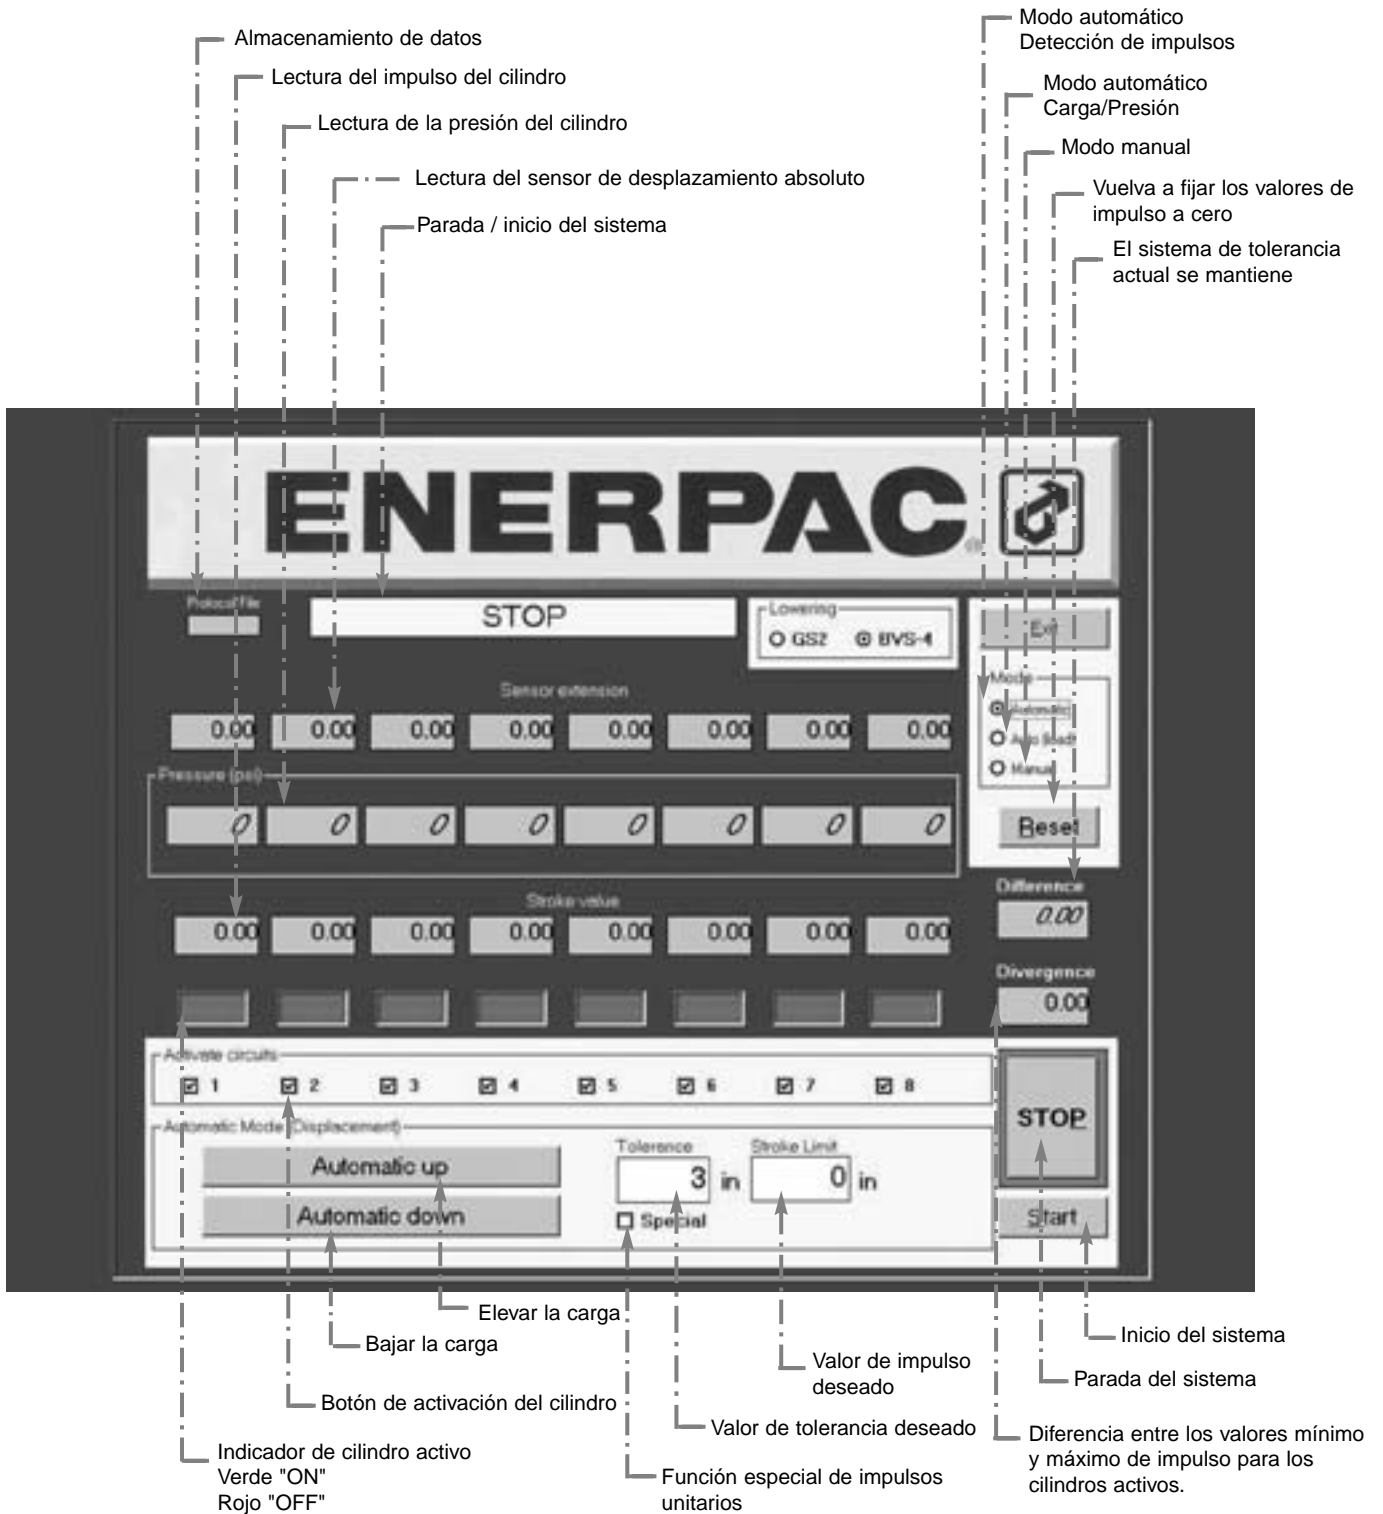 Almacenamiento de datos
Lectura del impulso del cilindro
Lectura de la presión del cilindro
Lectura del sensor de desplazamiento absoluto
Parada / inicio del sistema
Modo automático
Detección de impulsos
Modo automático
Carga/Presión
Modo manual
Vuelva a fijar los valores de
impulso a cero
El sistema de tolerancia
actual se mantiene
ENERPAC
®
Protocol File
STOP
Lowering
GS2 BVS-4
Exit
Sensor extension
0.00 0.00 0.00 0.00 0.00 0.00 0.00 0.00
Mode
Automatic
Auto load
Manual
Pressure (psi)
0 0 0 0 0 0 0 0
Reset
Stroke value
0.00 0.00 0.00 0.00 0.00 0.00 0.00 0.00
Difference
0.00
Divergence
0.00
Activate circuits
1 2 3 4 5 6 7 8
Automatic Mode (Displacement)
Automatic up
Automatic down
Tolerence
3 in
Stroke Limit
0 in
Special
STOP
Start
Elevar la carga
Bajar la carga
Botón de activación del cilindro
Indicador de cilindro activo
Verde "ON"
Rojo "OFF"
Valor de impulso
deseado
Valor de tolerancia deseado
Función especial de impulsos
unitarios
Inicio del sistema
Parada del sistema
Diferencia entre los valores mínimo
y máximo de impulso para los
cilindros activos.